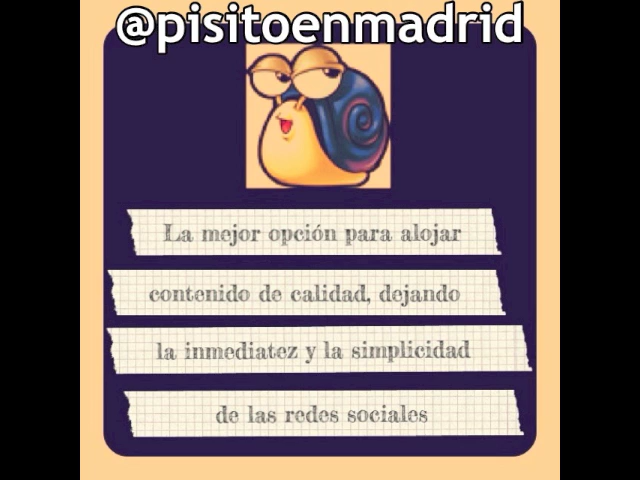 @pisitoenmadrid
La mejor opción para alojar
contenido de calidad, dejando
la inmediatez y la simplicidad
de las redes sociales